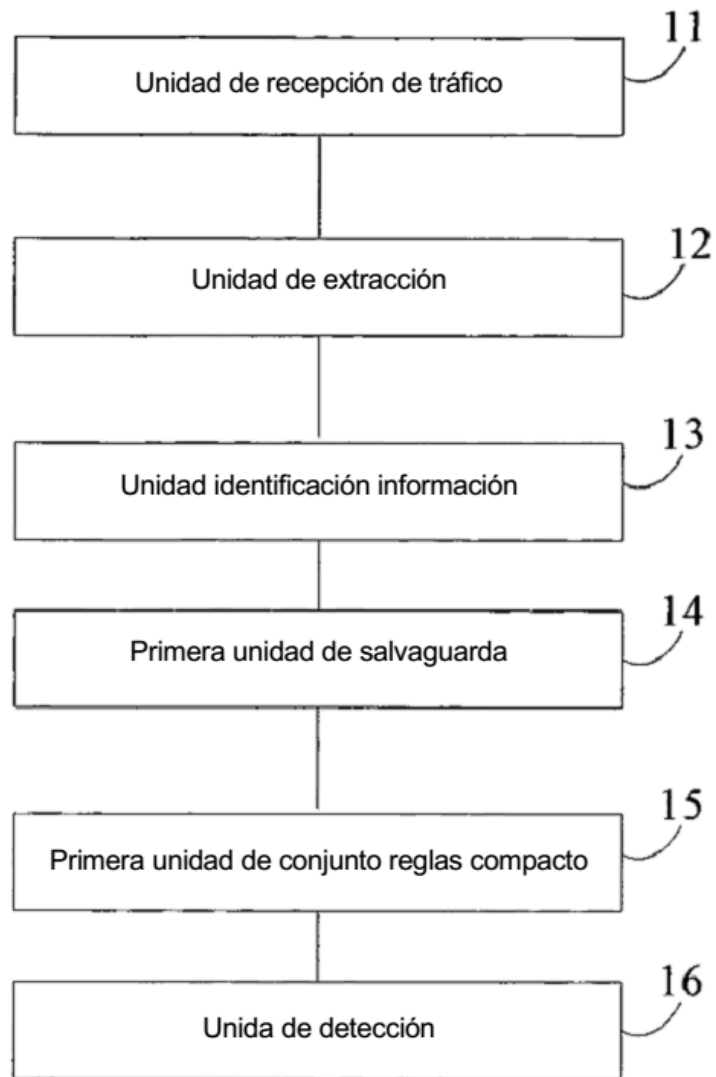 11
Unidad de recepción de tráfico
12
Unidad de extracción
13
Unidad identificación información
14
Primera unidad de salvaguarda
15
Primera unidad de conjunto reglas compacto
16
Unida de detección